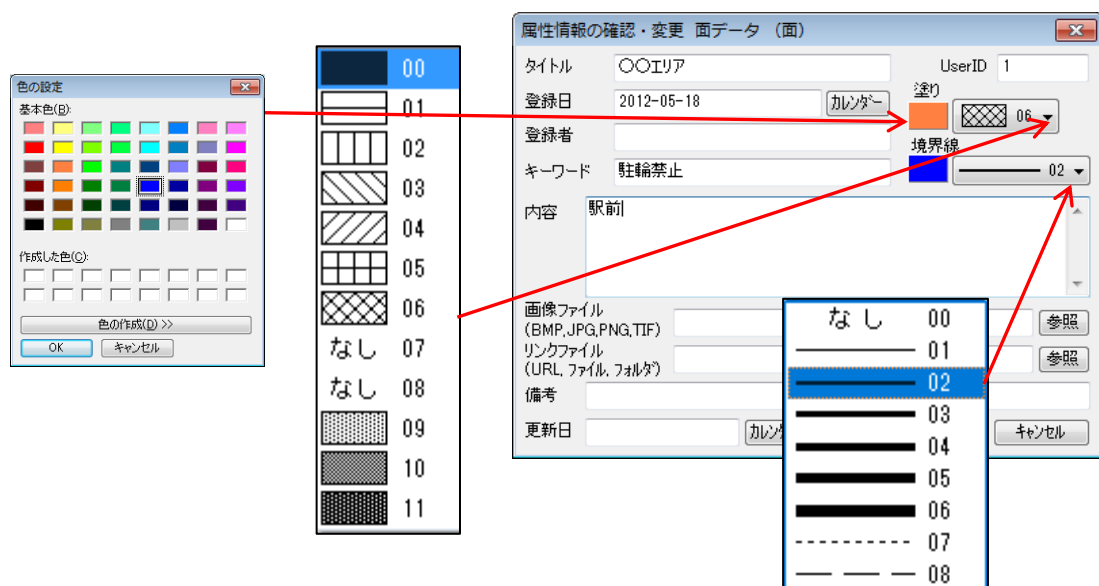 色の設定
基本色(B):
作成した色(C):
色の作成(D) >>
OK
キャンセル
00
01
02
03
04
05
06
なし 07
なし 08
09
10
11
属性情報の確認・変更 面データ （面）
タイトル ○○エリア UserID 1
登録日 2012-05-18 カレンダー 塗り 06
登録者 境界線
キーワード 駐輪禁止 02
内容 駅前
画像ファイル
(BMP,JPG,PNG,TIF) 参照
リンクファイル
(URL, ファイル, フォルダ) 参照
備考
更新日 キャンセル
なし 00
01
02
03
04
05
06
07
08